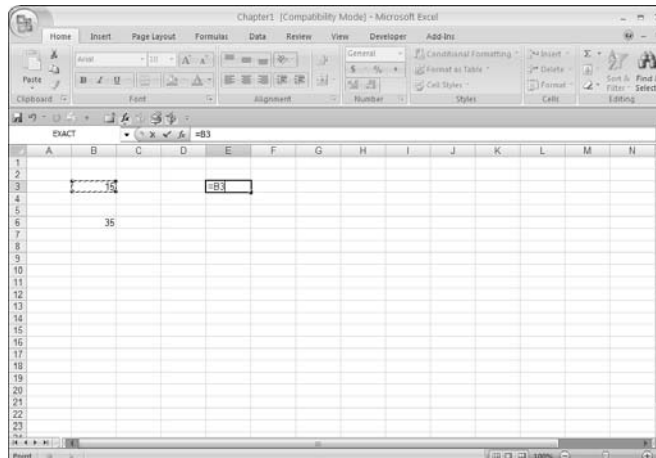 Chapter1 [Compatibility Mode] - Microsoft Excel
Home Insert Page Layout Formulas Data Review View Developer Add-Ins
Arial 10 A A General Conditional Formatting Insert Σ
Paste B I U A $ % , Format as Table Delete Sort & Find &
Cell Styles Format Filter Select
Clipboard Font Alignment Number Styles Cells Editing
EXACT fx =B3
A B C D E F G H I J K L M N
1
2
3 15 =B3
4
5
6 35
7
8
9
10
11
12
13
14
15
16
17
18
19
20
21
22
23
24
Point 100%